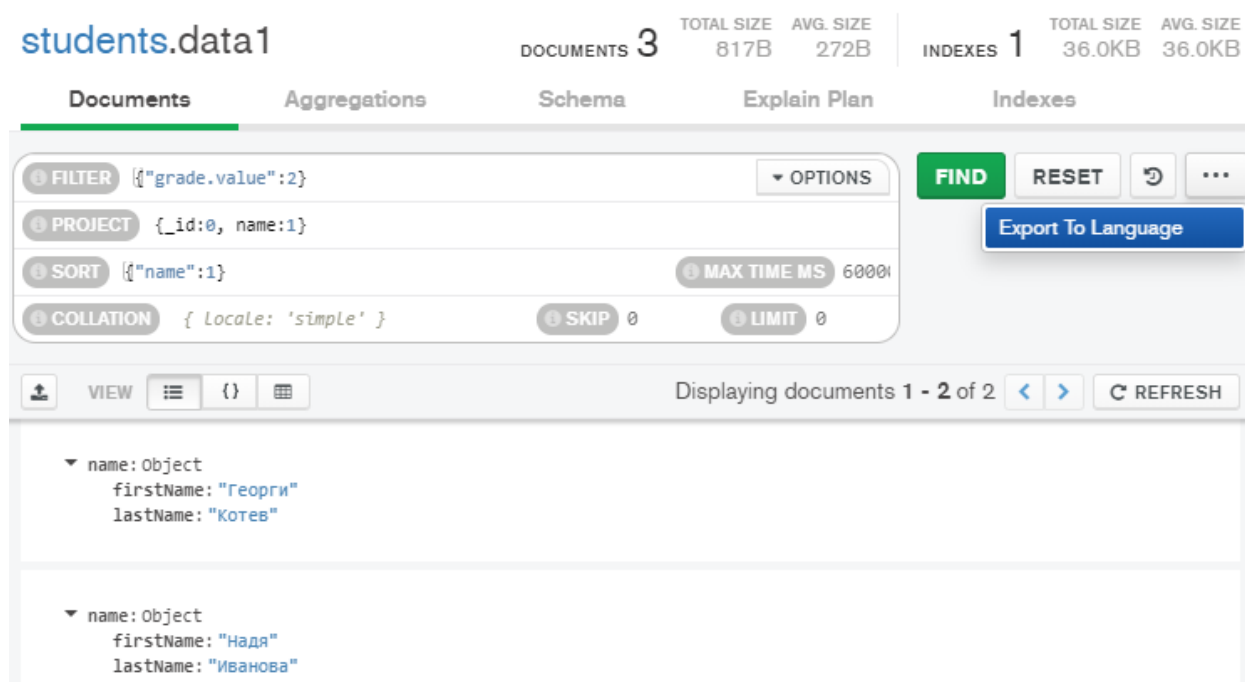 students.data1
DOCUMENTS 3 TOTAL SIZE 817B AVG. SIZE 272B INDEXES 1 TOTAL SIZE 36.0KB AVG. SIZE 36.0KB
Documents Aggregations Schema Explain Plan Indexes
FILTER {"grade.value":2} OPTIONS FIND RESET ...
PROJECT {_id:0, name:1} Export To Language
SORT {"name":1} MAX TIME MS 6000
COLLATION { locale: 'simple' } SKIP 0 LIMIT 0
VIEW {} Displaying documents 1 - 2 of 2 < > REFRESH
name: Object
firstName: "Георги"
lastName: "Котев"
name: Object
firstName: "Надя"
lastName: "Иванова"